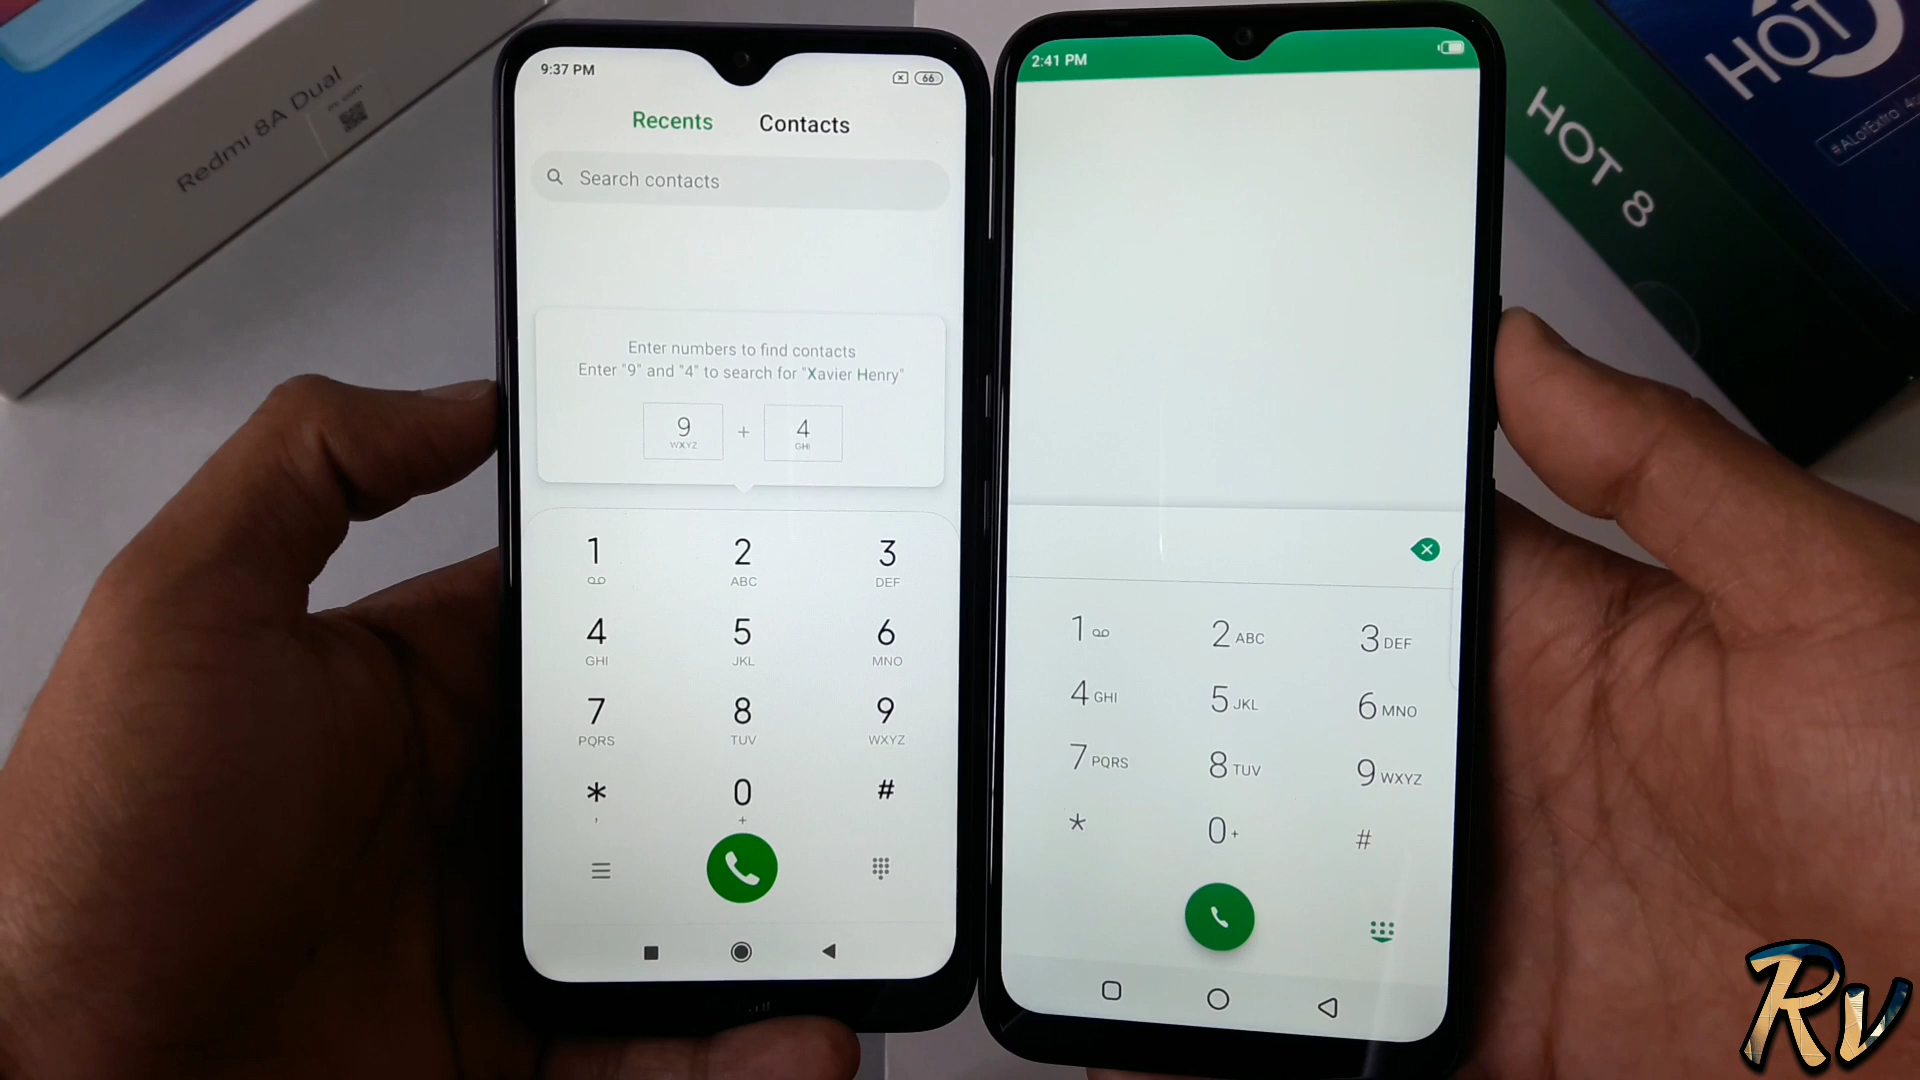 Redmi 8A Dual
mi.com
9:37 PM
66
Recents
Contacts
Search contacts
Enter numbers to find contacts
Enter "9" and "4" to search for "Xavier Henry"
9
WXYZ
+
4
GHI
1
2
ABC
3
DEF
4
GHI
5
JKL
6
MNO
7
PQRS
8
TUV
9
WXYZ
*
,
0
+
#
2:41 PM
1
2 ABC
3 DEF
4 GHI
5 JKL
6 MNO
7 PQRS
8 TUV
9 WXYZ
*
0 +
#
HOT
#ALotExtra
HOT 8
Rv